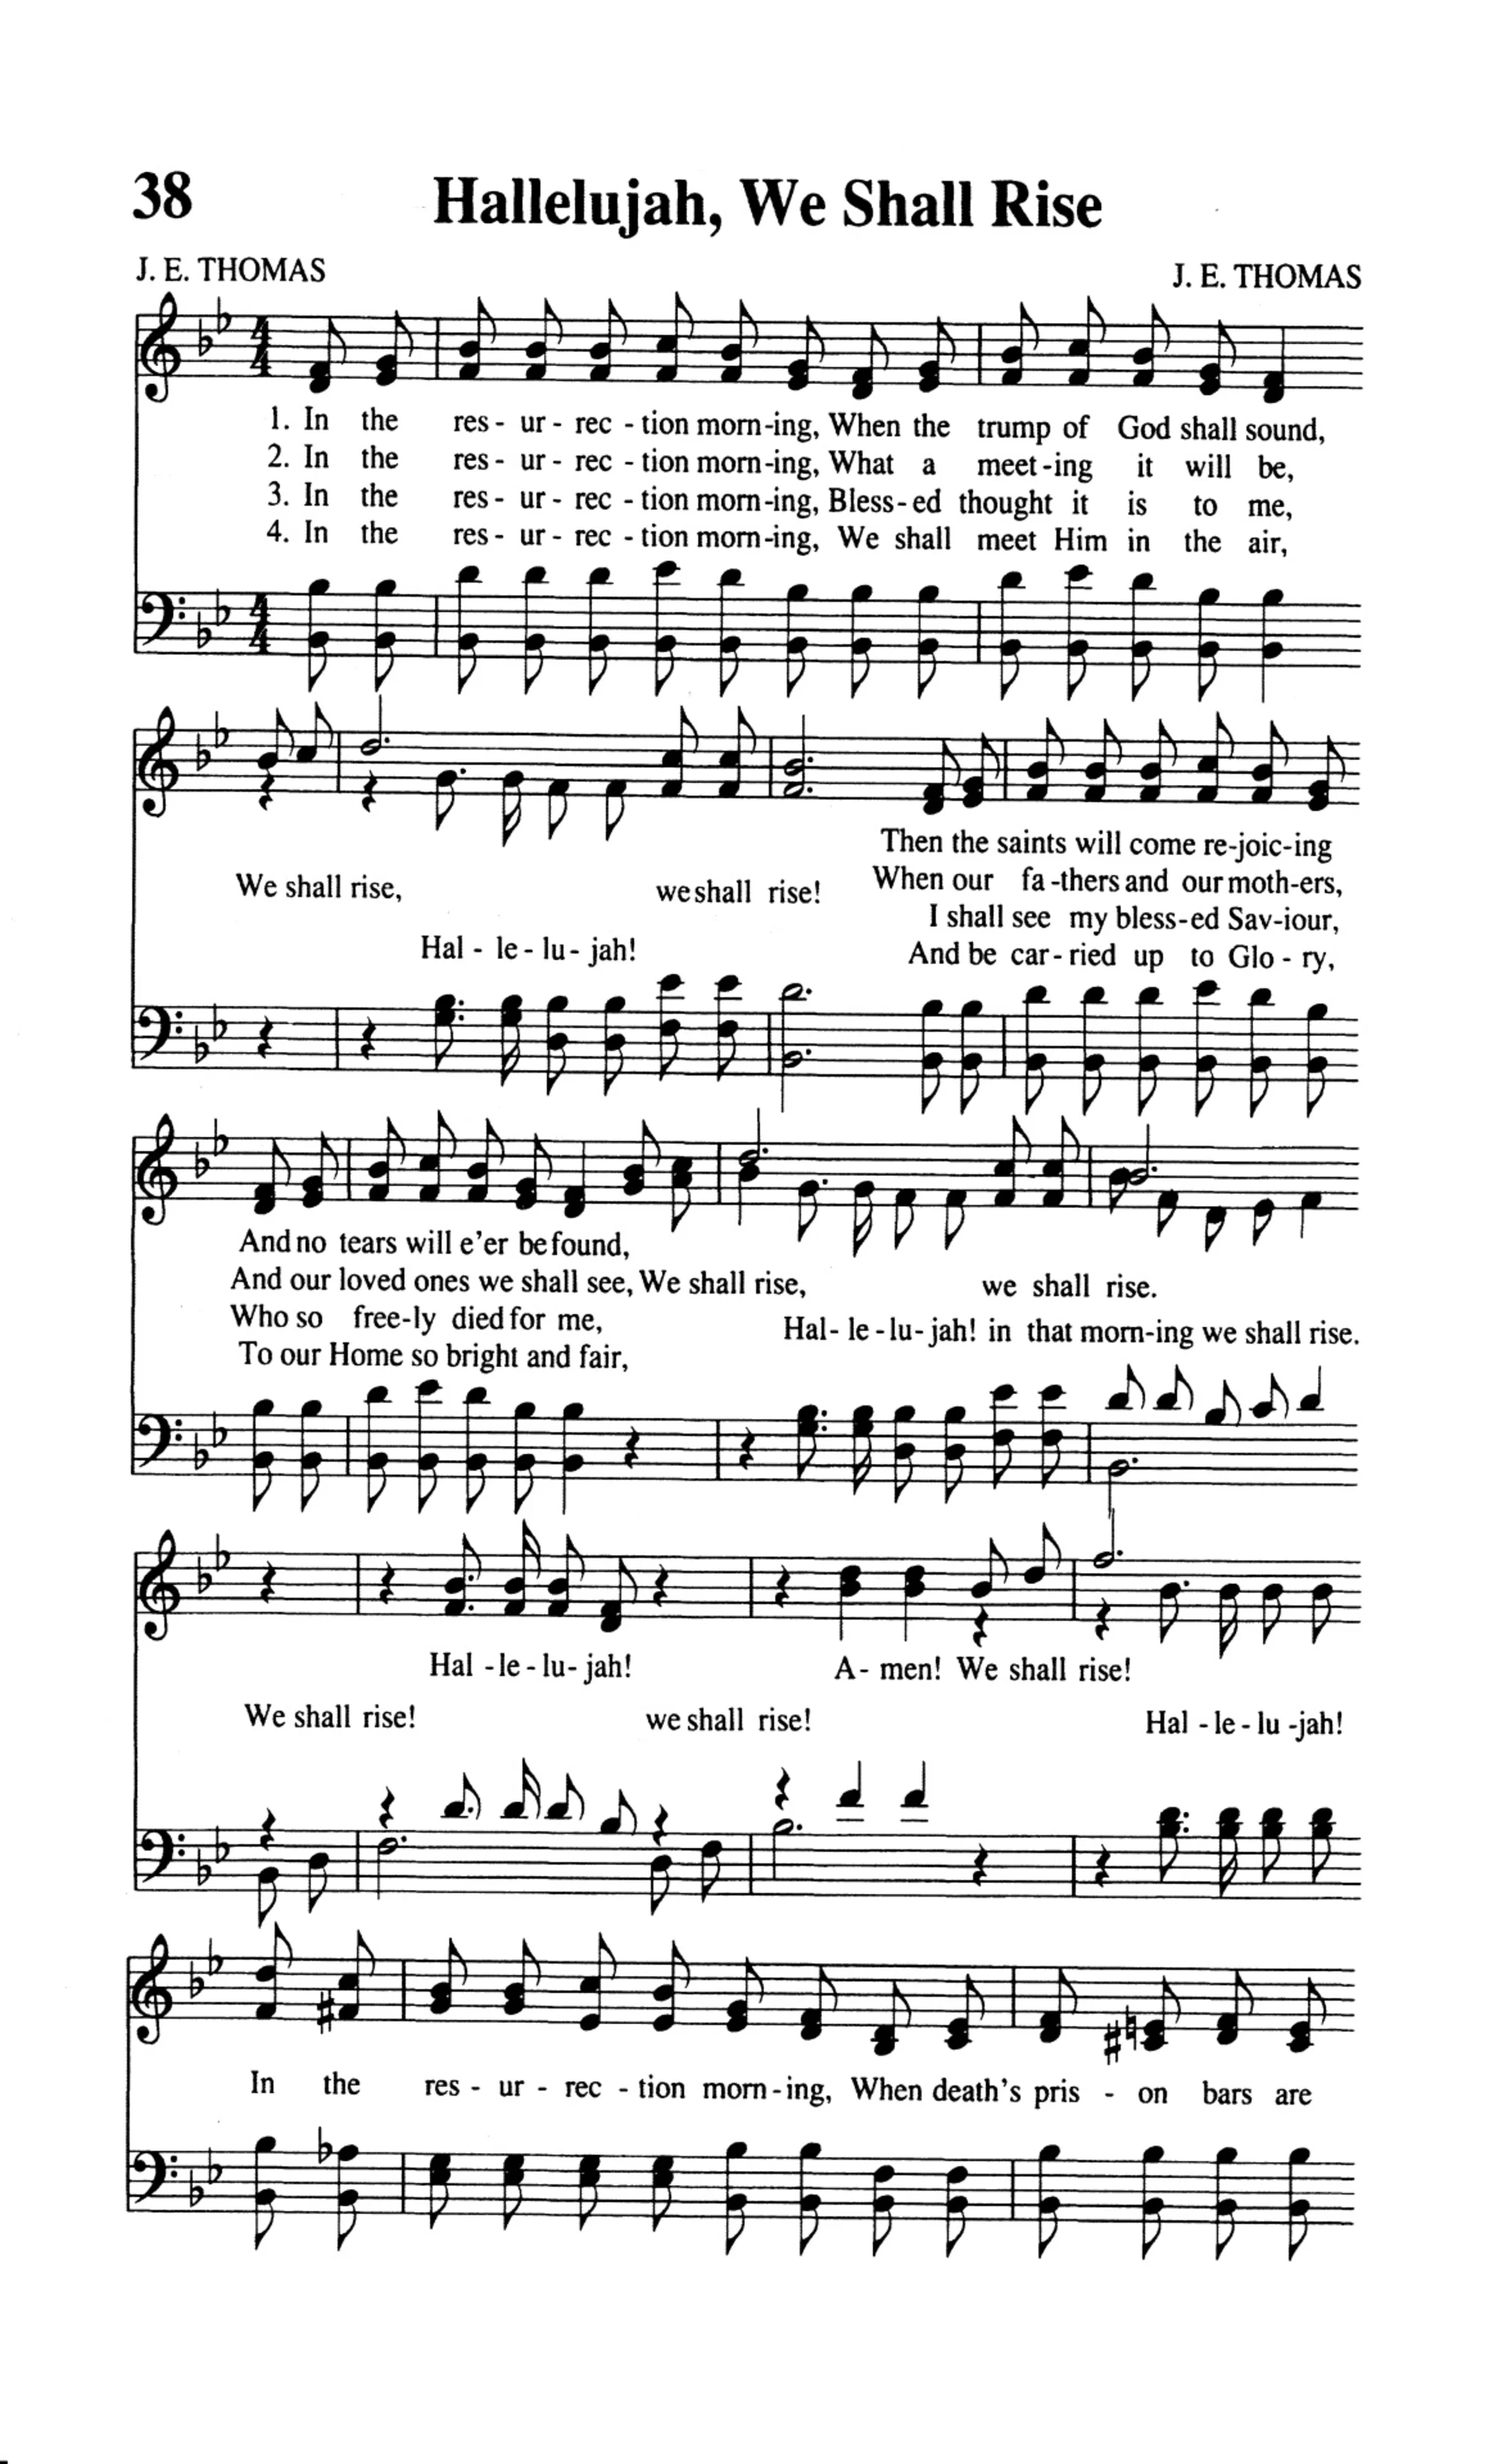 38 Hallelujah, We Shall Rise
J. E. THOMAS J. E. THOMAS
1. In the res - ur - rec - tion morn-ing, When the trump of God shall sound,
2. In the res - ur - rec - tion morn-ing, What a meet-ing it will be,
3. In the res - ur - rec - tion morn-ing, Bless-ed thought it is to me,
4. In the res - ur - rec - tion morn-ing, We shall meet Him in the air,
Then the saints will come re-joic-ing
We shall rise, we shall rise! When our fa-thers and our moth-ers,
I shall see my bless-ed Sav-iour,
Hal - le - lu - jah! And be car-ried up to Glo - ry,
And no tears will e'er be found,
And our loved ones we shall see, We shall rise, we shall rise.
Who so free-ly died for me, Hal- le - lu- jah! in that morn-ing we shall rise.
To our Home so bright and fair,
Hal - le - lu - jah! A- men! We shall rise!
We shall rise! we shall rise! Hal - le - lu -jah!
In the res - ur - rec - tion morn-ing, When death's pris - on bars are